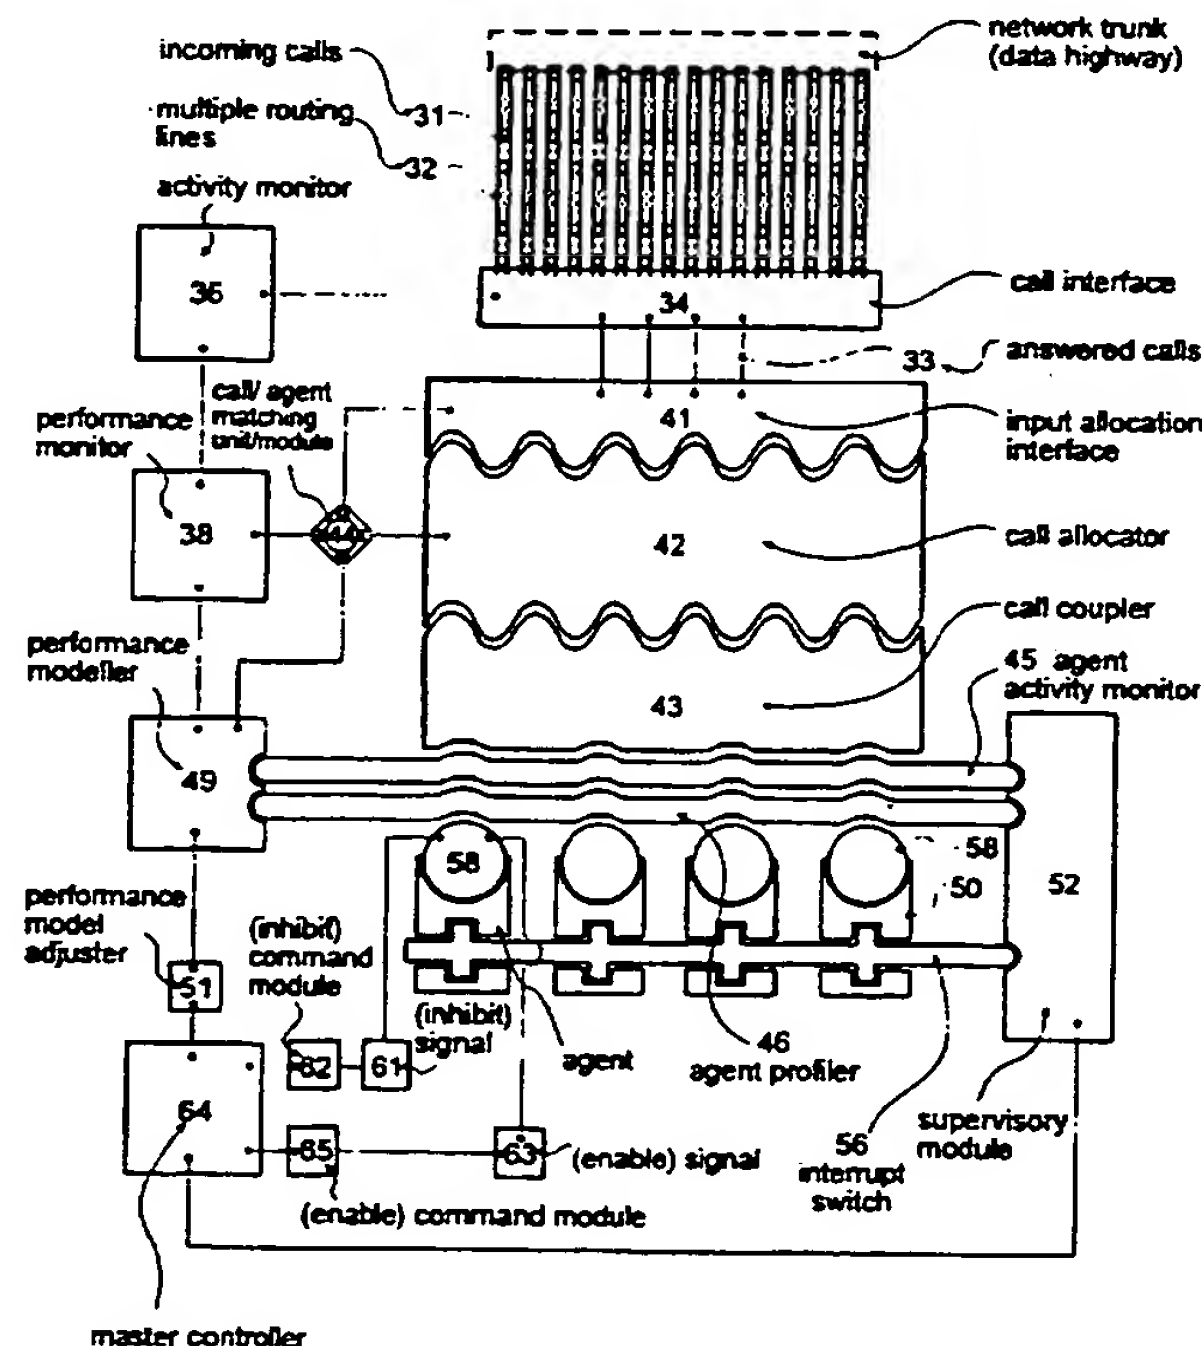 network trunk
(data highway)
incoming calls
31
multiple routing
lines
32
activity monitor
36
34
call interface
33
answered calls
call/agent
matching
unit/module
performance
monitor
41
input allocation
interface
38
44
42
call allocator
call coupler
performance
modeller
45 agent
activity monitor
43
49
58
58
50
52
performance
model
adjuster
(inhibit)
command
module
51
(inhibit)
signal
62
61
agent
46
agent profiler
64
supervisory
module
65
63
(enable) signal
56
interrupt
switch
(enable) command module
master controller